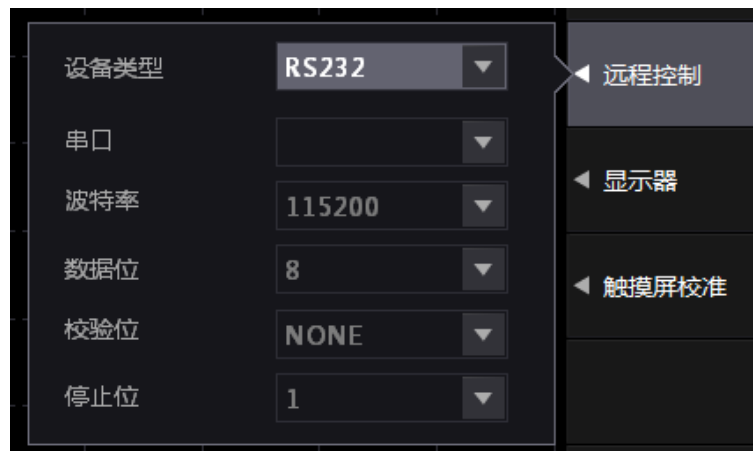 设备类型 RS232
串口
波特率 115200
数据位 8
校验位 NONE
停止位 1
远程控制
显示器
触摸屏校准